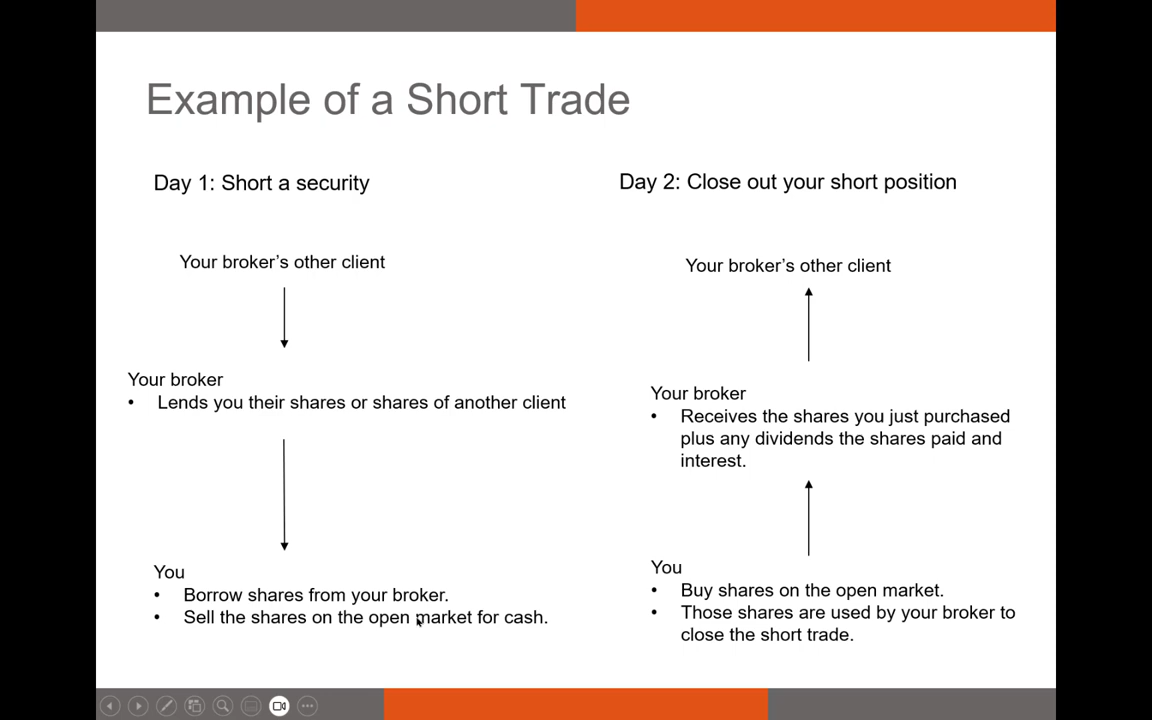 Example of a Short Trade
Day 1: Short a security
Your broker’s other client
Your broker
• Lends you their shares or shares of another client
You
• Borrow shares from your broker.
• Sell the shares on the open market for cash.
Day 2: Close out your short position
Your broker’s other client
Your broker
• Receives the shares you just purchased
plus any dividends the shares paid and
interest.
You
• Buy shares on the open market.
• Those shares are used by your broker to
close the short trade.